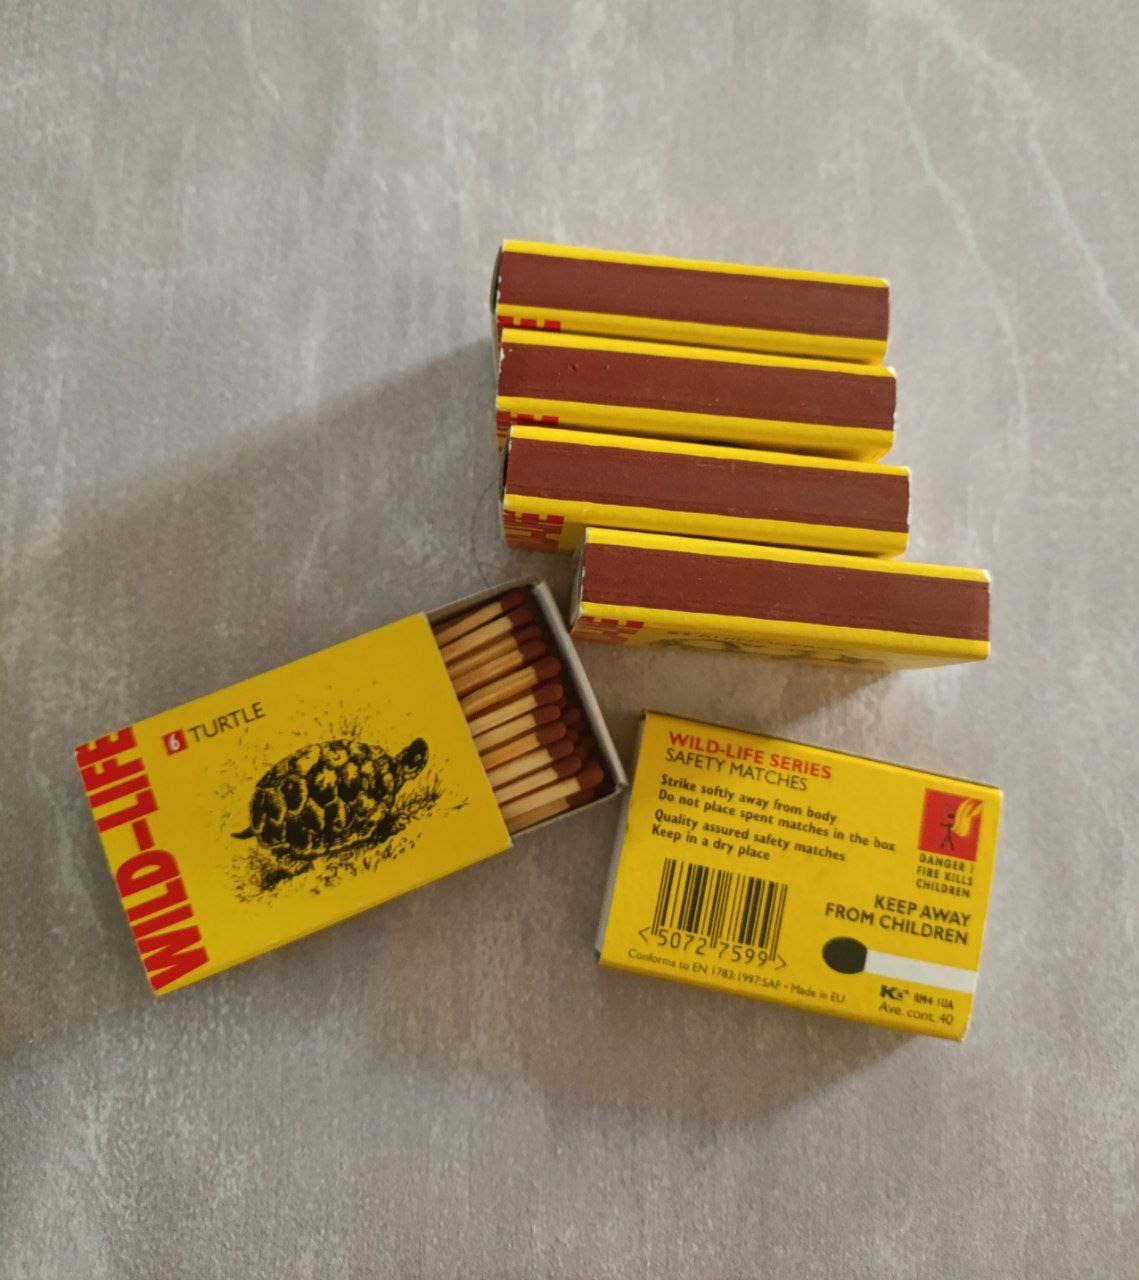 WILD-LIFE
6 TURTLE
WILD-LIFE SERIES
SAFETY MATCHES
Strike softly away from body
Do not place spent matches in the box
Quality assured safety matches
Keep in a dry place
DANGER !
FIRE KILLS
CHILDREN
KEEP AWAY
FROM CHILDREN
<5072 7599>
Conforms to EN 1783:1997-SAF • Made in EU
RM4 1UA
Ave. cont. 40